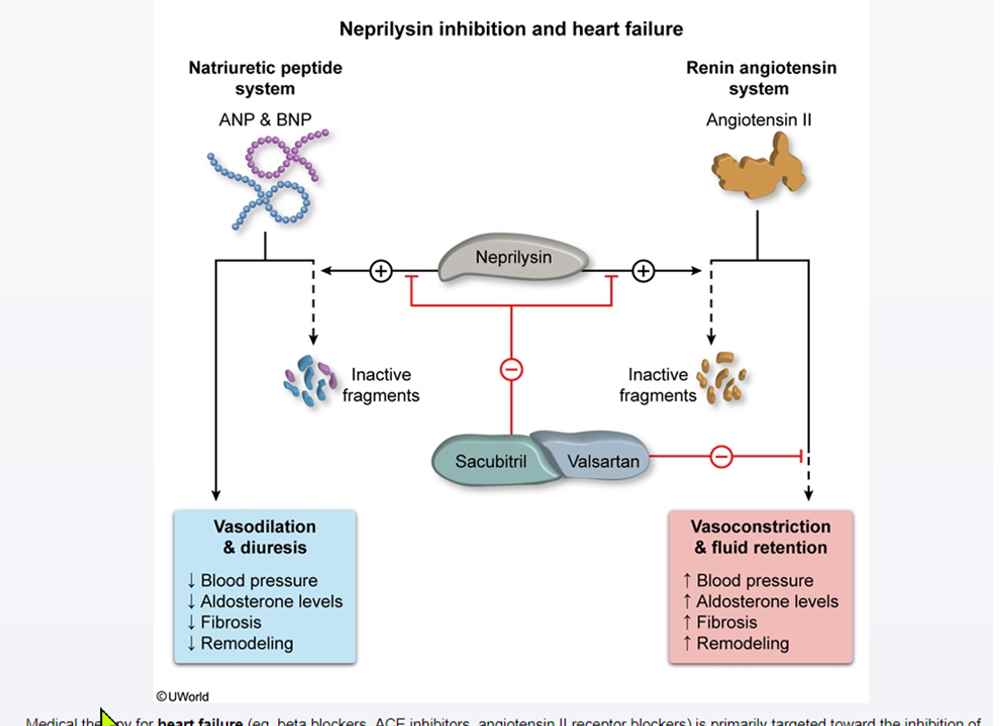 Neprilysin inhibition and heart failure
Natriuretic peptide
system
ANP & BNP
Renin angiotensin
system
Angiotensin II
Neprilysin
+
+
Inactive
fragments
Inactive
fragments
−
Sacubitril
Valsartan
−
Vasodilation
& diuresis
↓ Blood pressure
↓ Aldosterone levels
↓ Fibrosis
↓ Remodeling
Vasoconstriction
& fluid retention
↑ Blood pressure
↑ Aldosterone levels
↑ Fibrosis
↑ Remodeling
©UWorld
Medical for heart failure (eg, beta blockers, ACE inhibitors, angiotensin II receptor blockers) is primarily targeted toward the inhibition of